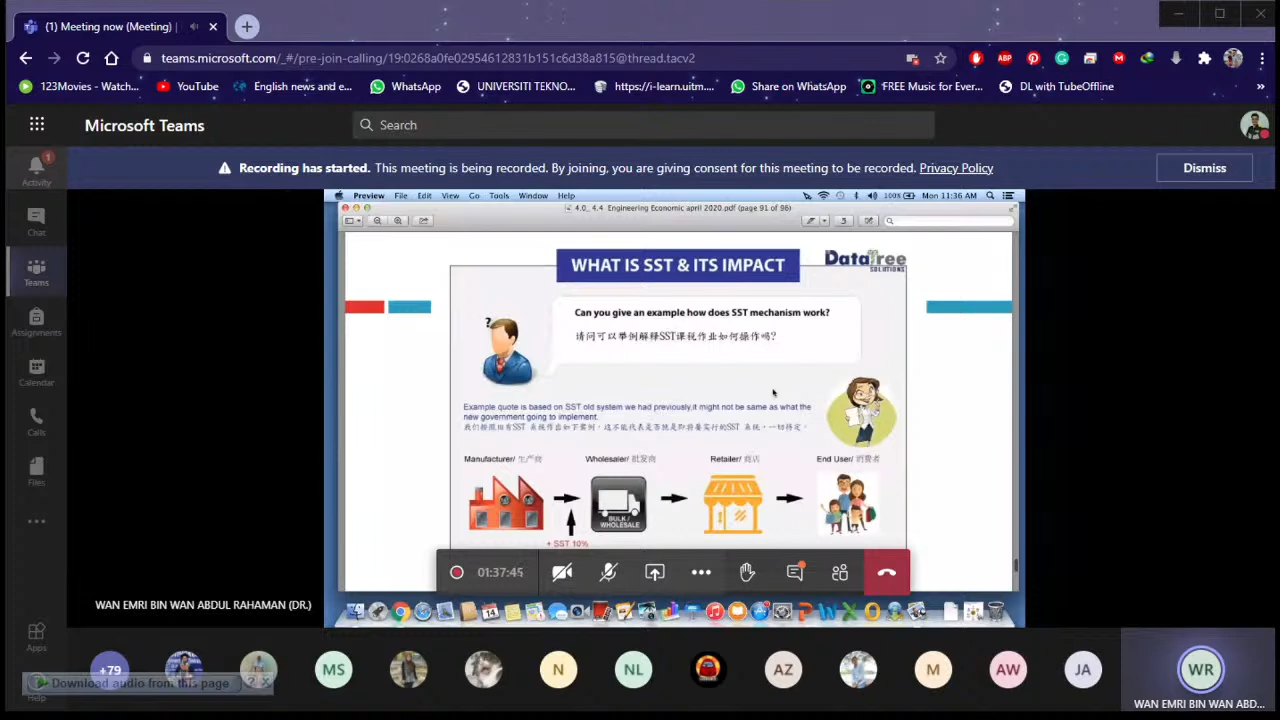 (1) Meeting now (Meeting) |
teams.microsoft.com/_#/pre-join-calling/19:0268a0fe02954612831b151c6d38a815@thread.tacv2
123Movies - Watch... YouTube English news and e... WhatsApp UNIVERSITI TEKNO... https://i-learn.uitm.... Share on WhatsApp FREE Music for Ever... DL with TubeOffline »
Microsoft Teams
Search
Recording has started. This meeting is being recorded. By joining, you are giving consent for this meeting to be recorded. Privacy Policy
Dismiss
1
Activity
Chat
Teams
Assignments
Calendar
Calls
Files
Apps
Help
Preview File Edit View Go Tools Window Help 100% Mon 11:36 AM
4.0_ 4.4 Engineering Economic april 2020.pdf (page 91 of 96)
WHAT IS SST & ITS IMPACT
DataTree
SOLUTIONS
Can you give an example how does SST mechanism work?
请问可以举例解释SST课税作业如何操作吗?
?
Example quote is based on SST old system we had previously,it might not be same as what the
new government going to implement.
Manufacturer/ 生产商 Wholesaler/ 批发商 Retailer/ 商店 End User/ 消费者
BULK /
WHOLESALE
+ SST 10%
01:37:45
WAN EMRI BIN WAN ABDUL RAHAMAN (DR.)
+79 MS N NL AZ M AW JA WR
Download audio from this page ? x
WAN EMRI BIN WAN ABD...